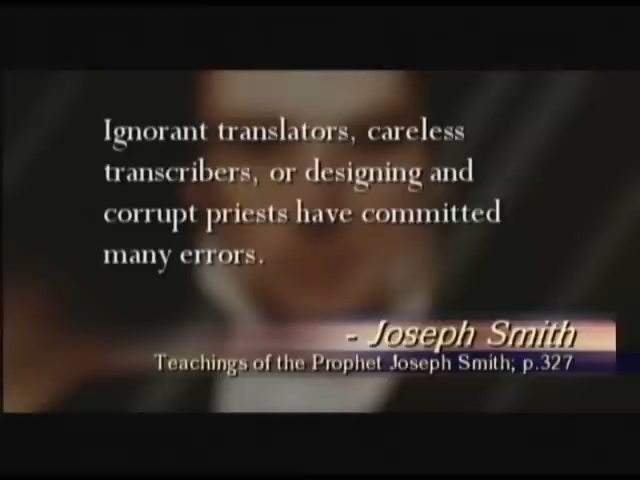 Ignorant translators, careless
transcribers, or designing and
corrupt priests have committed
many errors.
- Joseph Smith
Teachings of the Prophet Joseph Smith; p.327